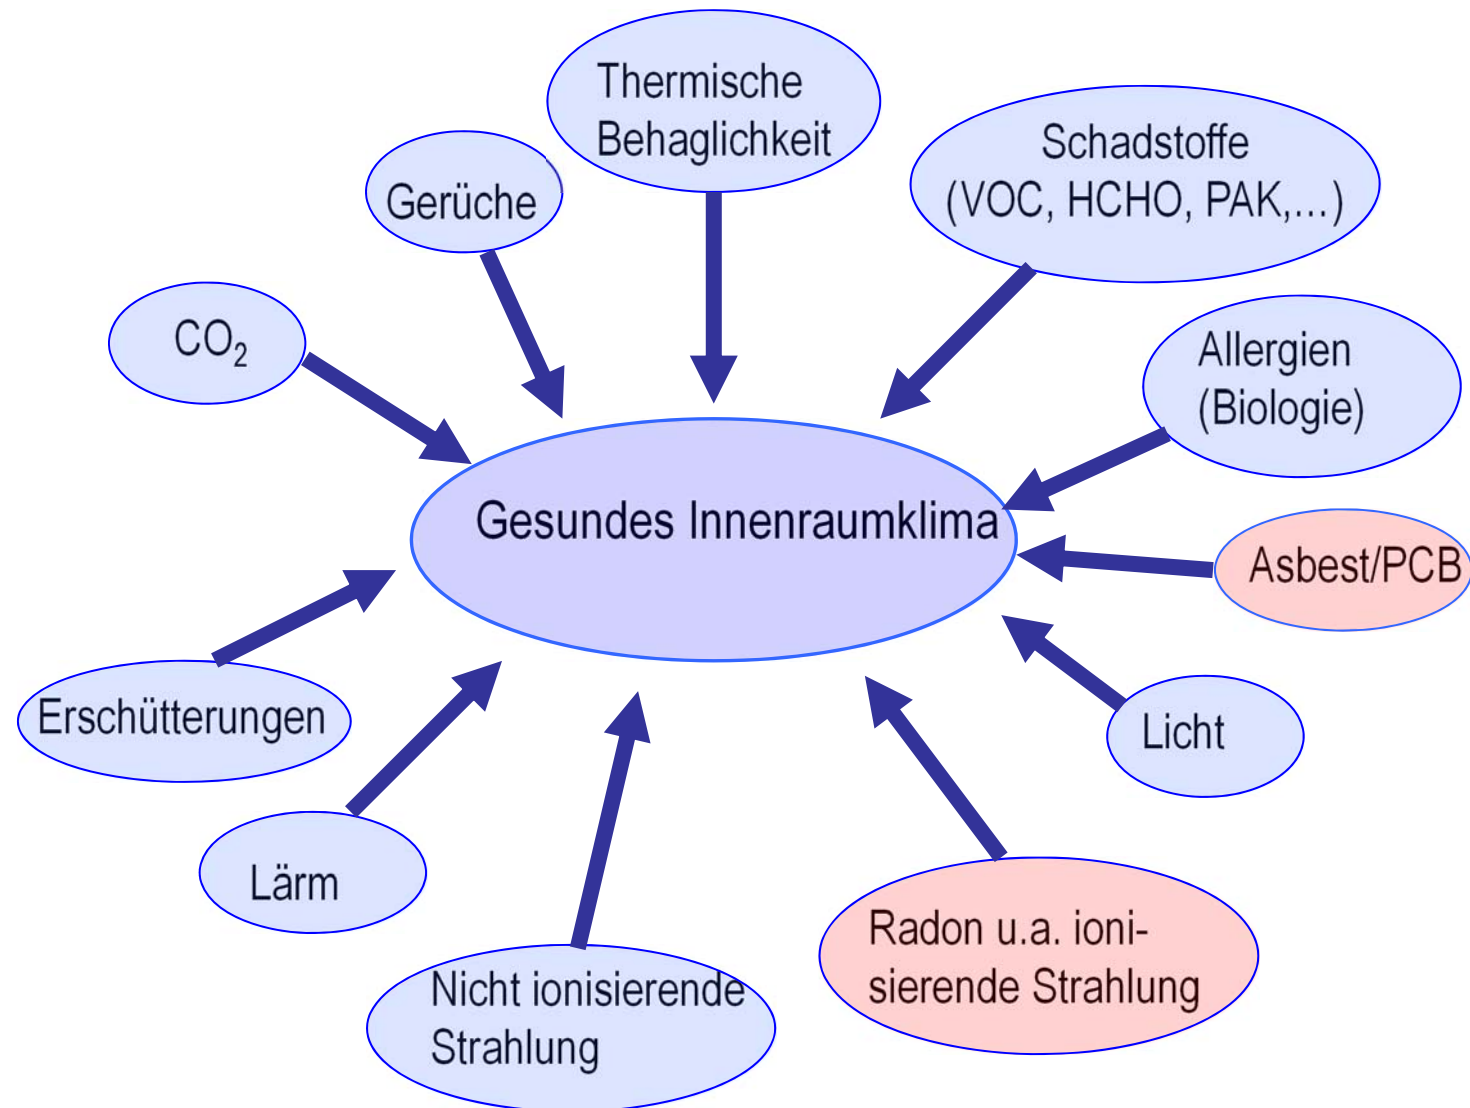 Thermische
Behaglichkeit
Schadstoffe
(VOC, HCHO, PAK,...)
Gerüche
CO₂
Allergien
(Biologie)
Gesundes Innenraumklima
Asbest/PCB
Erschütterungen
Licht
Lärm
Radon u.a. ioni-
sierende Strahlung
Nicht ionisierende
Strahlung